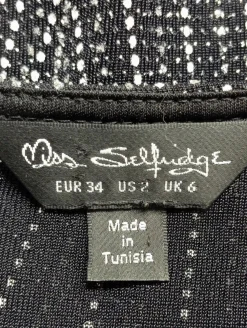 Miss Selfridge
EUR 34 US 2 UK 6
Made
in
Tunisia